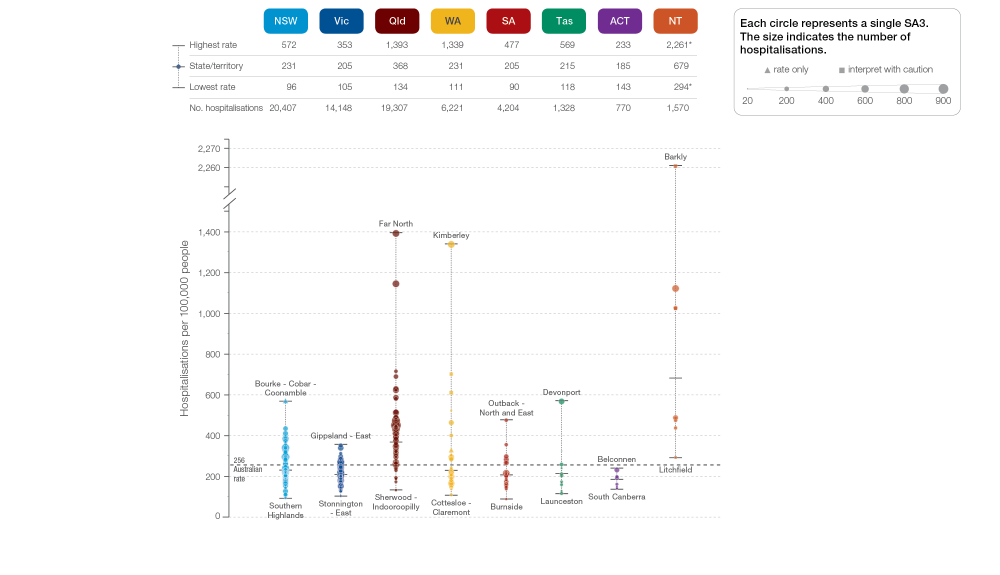 NSW Vic Qld WA SA Tas ACT NT
Highest rate 572 353 1,393 1,339 477 569 233 2,261*
State/territory 231 205 368 231 205 215 185 679
Lowest rate 96 105 134 111 90 118 143 294*
No. hospitalisations 20,407 14,148 19,307 6,221 4,204 1,328 770 1,570
Each circle represents a single SA3.
The size indicates the number of
hospitalisations.
rate only interpret with caution
20 200 400 600 800 900
Hospitalisations per 100,000 people
2,270
2,260
1,400
1,200
1,000
800
600
400
200
0
256
Australian
rate
Bourke - Cobar -
Coonamble
Southern
Highlands
Gippsland - East
Stonnington
- East
Far North
Sherwood -
Indooroopilly
Kimberley
Cottesloe -
Claremont
Outback -
North and East
Burnside
Devonport
Launceston
Belconnen
South Canberra
Barkly
Litchfield